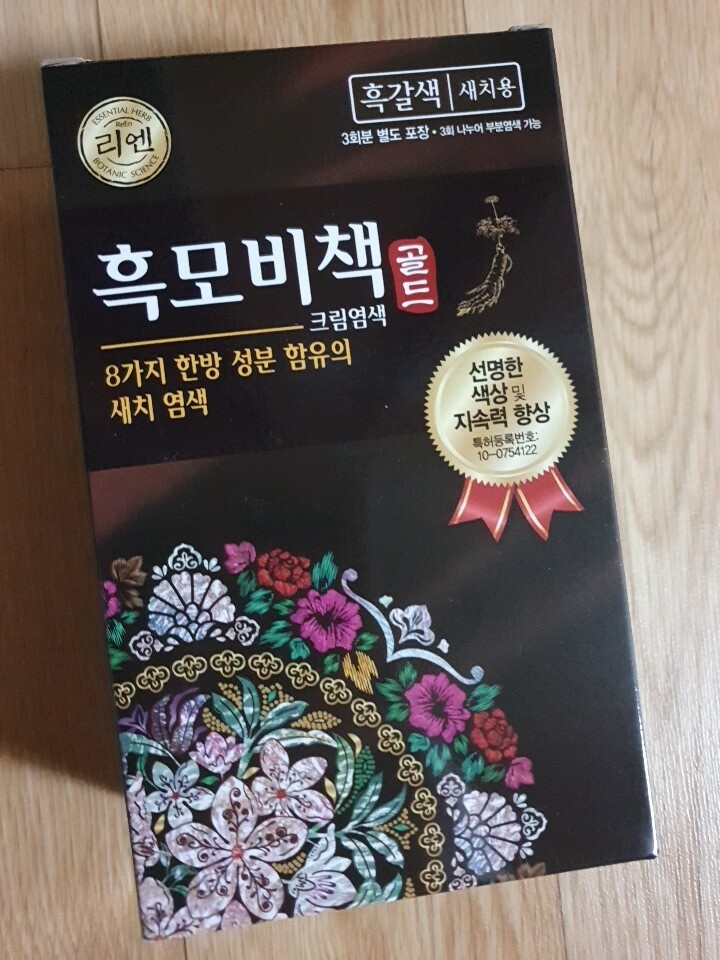 흑갈색 새치용
3회분 별도 포장 • 3회 나누어 부분염색 가능
ESSENTIAL HERB
ReEn
리엔
BOTANIC SCIENCE
흑모비책
골드
크림염색
8가지 한방 성분 함유의
새치 염색
선명한
색상 및
지속력 향상
특허등록번호:
10-0754122